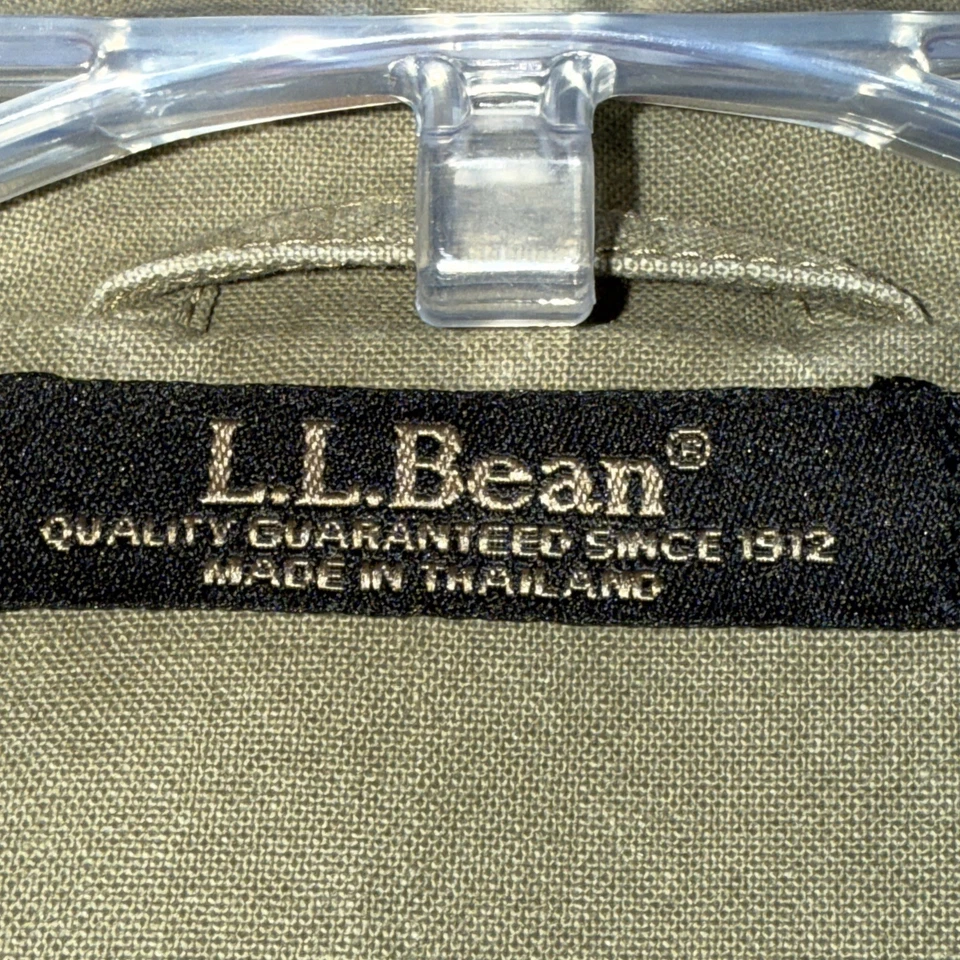 L.L.Bean®
QUALITY GUARANTEED SINCE 1912
MADE IN THAILAND